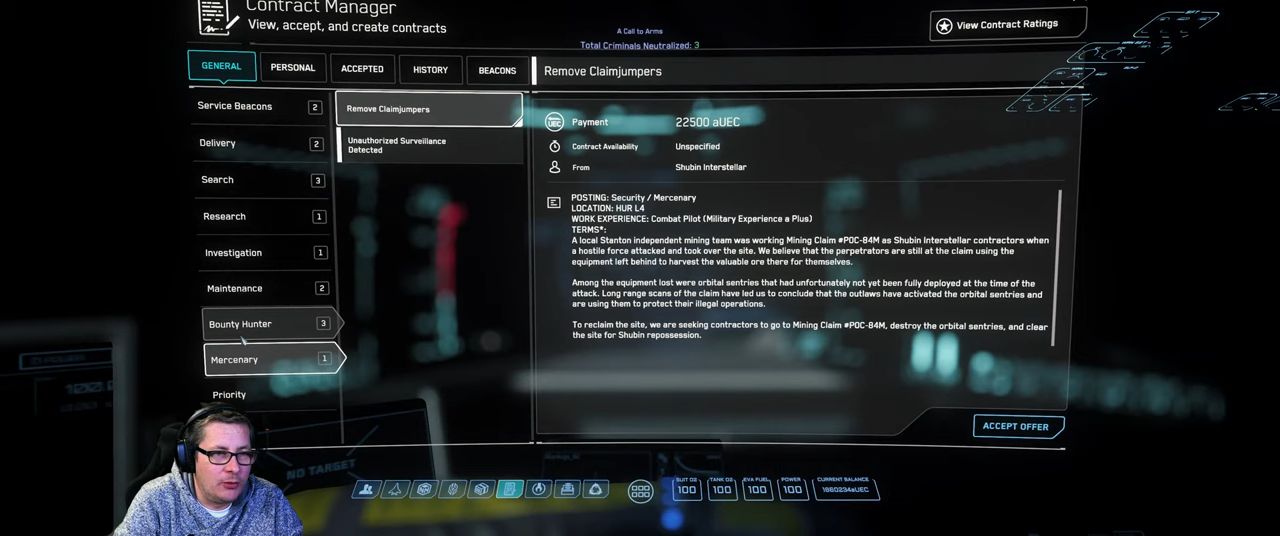 Contract Manager
View, accept, and create contracts
A Call to Arms
Total Criminals Neutralized: 3
View Contract Ratings
GENERAL
PERSONAL
ACCEPTED
HISTORY
BEACONS
Remove Claimjumpers
Service Beacons 2
Delivery 2
Search 3
Research 1
Investigation 1
Maintenance 2
Bounty Hunter 3
Mercenary 1
Priority
Remove Claimjumpers
Unauthorized Surveillance
Detected
Payment 22500 aUEC
Contract Availability Unspecified
From Shubin Interstellar
POSTING: Security / Mercenary
LOCATION: HUR L4
WORK EXPERIENCE: Combat Pilot (Military Experience a Plus)
TERMS*:
A local Stanton independent mining team was working Mining Claim #POC-84M as Shubin Interstellar contractors when
a hostile force attacked and took over the site. We believe that the perpetrators are still at the claim using the
equipment left behind to harvest the valuable ore there for themselves.
Among the equipment lost were orbital sentries that had unfortunately not yet been fully deployed at the time of the
attack. Long range scans of the claim have led us to conclude that the outlaws have activated the orbital sentries and
are using them to protect their illegal operations.
To reclaim the site, we are seeking contractors to go to Mining Claim #POC-84M, destroy the orbital sentries, and clear
the site for Shubin repossession.
ACCEPT OFFER
NO TARGET
SUIT O2 100
TANK O2 100
EVA FUEL 100
POWER 100
CURRENT BALANCE
1860234aUEC